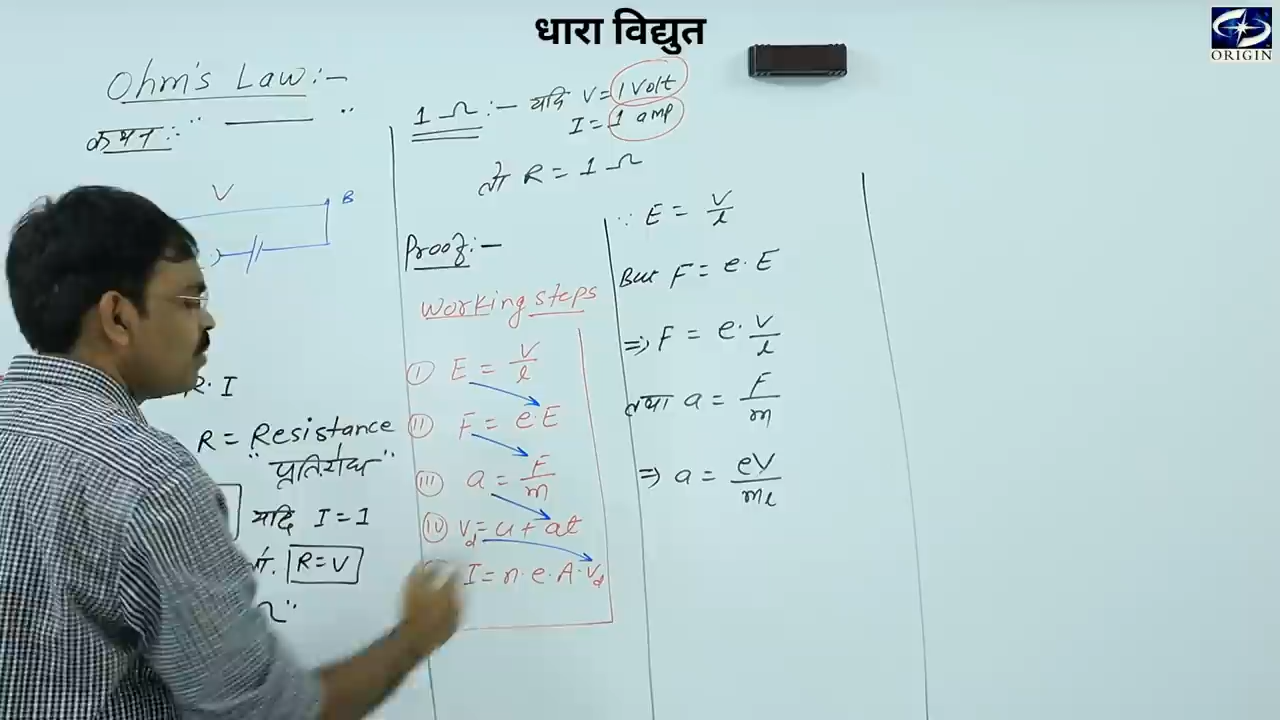 धारा विद्युत
ORIGIN
Ohm's Law:-
कथन:- " ——— "
V
B
R·I
R = Resistance
"प्रतिरोध"
यदि I=1
तो. R=V
Ω"
1 Ω :- यदि V= 1 Volt
I= 1 amp
तो R = 1 Ω
Proof:-
Working steps
(i) E = V/l
(ii) F = e·E
(iii) a = F/m
(iv) Vd = u + at
I = n·e·A·Vd
∵ E = V/l
But F = e·E
⇒ F = e·V/l
तथा a = F/m
⇒ a = eV/ml